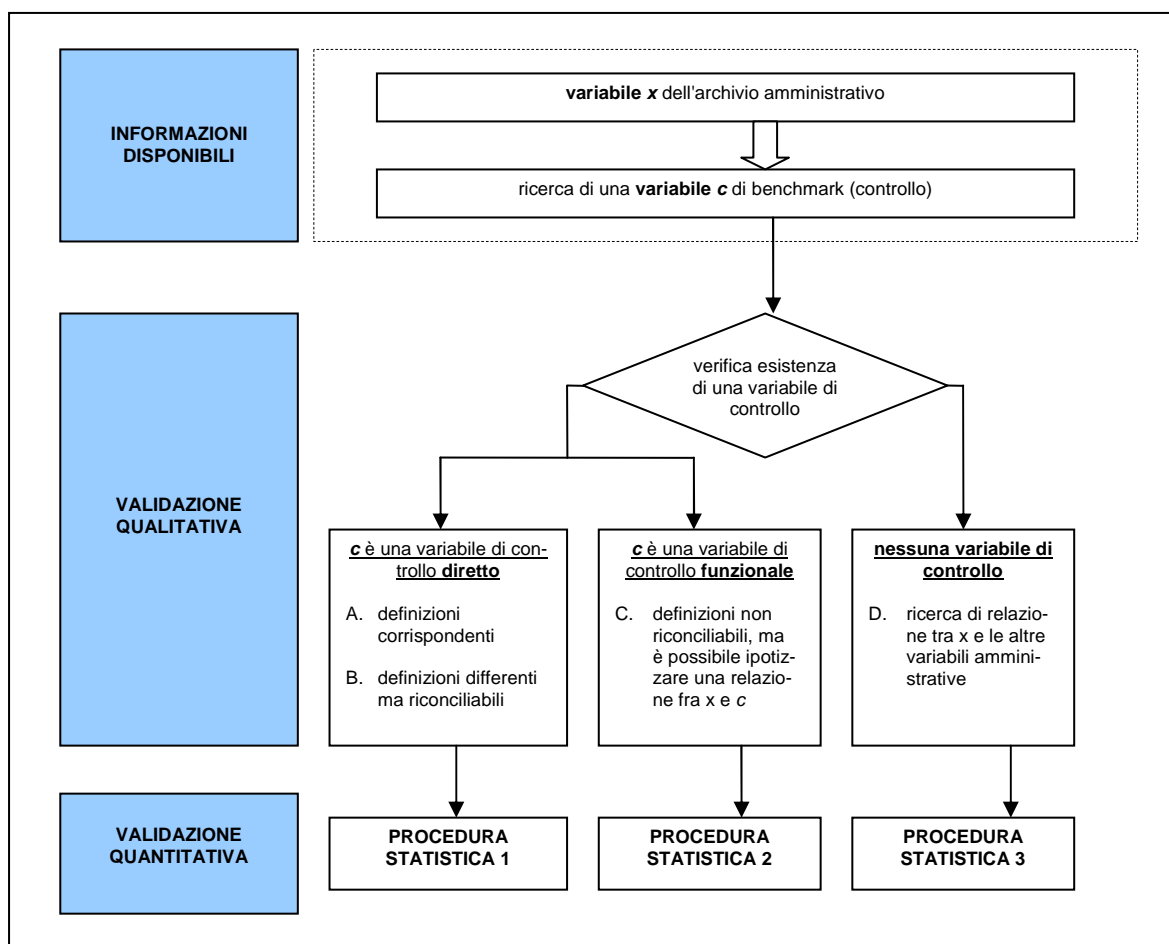 INFORMAZIONI
DISPONIBILI
variabile x dell'archivio amministrativo
ricerca di una variabile c di benchmark (controllo)
VALIDAZIONE
QUALITATIVA
verifica esistenza
di una variabile di
controllo
c è una variabile di con-
trollo diretto
A. definizioni
corrispondenti
B. definizioni differenti
ma riconciliabili
c è una variabile di
controllo funzionale
C. definizioni non
riconciliabili, ma
è possibile ipotiz-
zare una relazio-
ne fra x e c
nessuna variabile di
controllo
D. ricerca di relazio-
ne tra x e le altre
variabili ammini-
strative
VALIDAZIONE
QUANTITATIVA
PROCEDURA
STATISTICA 1
PROCEDURA
STATISTICA 2
PROCEDURA
STATISTICA 3